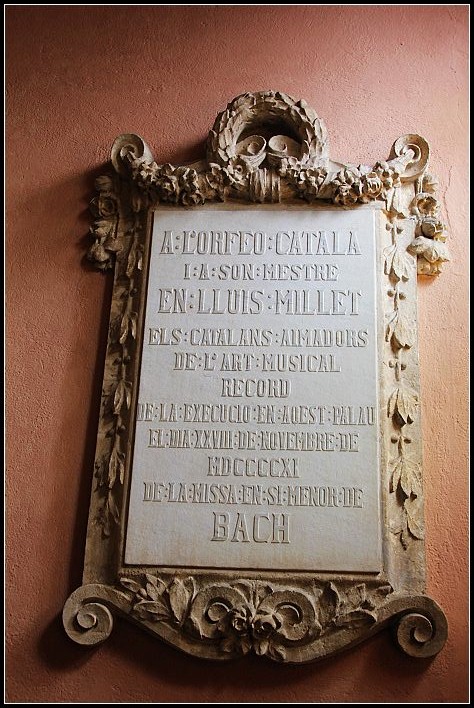 A:L'ORFEO:CATALA
I:A:SON:MESTRE
EN:LLUIS:MILLET
ELS:CATALANS:AIMADORS
DE:L'ART:MUSICAL
RECORD
DE:LA:EXECUCIO:EN:AQEST:PALAU
EL:DIA:XXVIII:DE:NOVEMBRE:DE
MDCCCCXI
DE:LA:MISSA:EN:SI:MENOR:DE
BACH